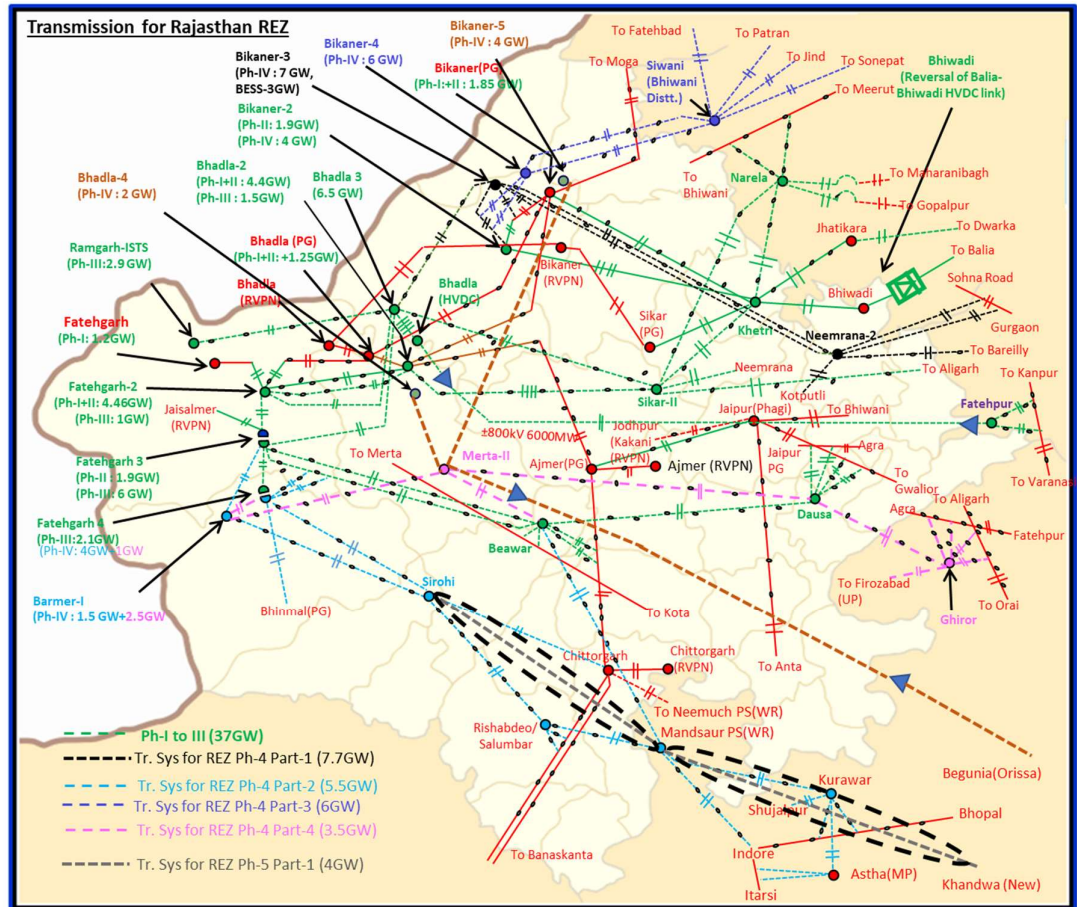 Transmission for Rajasthan REZ
Bikaner-5
(Ph-IV : 4 GW)
Bikaner-4
(Ph-IV : 6 GW)
Bikaner-3
(Ph-IV : 7 GW,
BESS-3GW)
Bikaner(PG)
(Ph-I:+II : 1.85GW)
To Fatehbad
To Patran
To Moga
To Jind
To Sonepat
Siwani
(Bhiwani
Distt.)
To Meerut
Bhiwadi
(Reversal of Balia-
Bhiwadi HVDC link)
Bikaner-2
(Ph-II: 1.9GW)
(Ph-IV : 4 GW)
Bhadla-2
(Ph-I+II : 4.4GW)
(Ph-III : 1.5GW)
Bhadla 3
(6.5 GW)
Bhadla-4
(Ph-IV : 2 GW)
To
Bhiwani
Narela
To Maharanibagh
To Gopalpur
To Dwarka
Jhatikara
To Balia
Ramgarh-ISTS
(Ph-III:2.9 GW)
Bhadla (PG)
(Ph-I+II: +1.25GW)
Bhadla
(RVPN)
Bhadla
(HVDC)
Bikaner
(RVPN)
Bhiwadi
Sohna Road
Khetri
Gurgaon
Fatehgarh
(Ph-I: 1.2GW)
Sikar
(PG)
Neemrana-2
To Bareilly
Neemrana
To Aligarh
To Kanpur
Fatehgarh-2
(Ph-I+II: 4.46GW)
(Ph-III: 1GW)
Kotputli
Sikar-II
Jaisalmer
(RVPN)
Jaipur(Phagi)
To Bhiwani
Fatehpur
±800kV 6000MW
Jodhpur
(Kakani
(RVPN)
Fatehgarh 3
(Ph-II : 1.9GW)
(Ph-III: 6 GW)
To Merta
Merta-II
Ajmer(PG)
Ajmer (RVPN)
Jaipur
PG
Agra
To
Gwalior
To Varanas
To Aligarh
Agra
Fatehgarh 4
(Ph-III:2.1GW)
(Ph-IV: 4GW+1GW
Dausa
Fatehpur
Beawar
To Firozabad
(UP)
To Orai
Ghiror
Barmer-I
(Ph-IV : 1.5 GW+2.5GW
Sirohi
Bhinmal(PG)
To Kota
Chittorgarh
Chittorgarh
(RVPN)
To Anta
To Neemuch PS(WR)
Rishabdeo/
Salumbar
Mandsaur PS(WR)
Ph-I to III (37GW)
Tr. Sys for REZ Ph-4 Part-1 (7.7GW)
Tr. Sys for REZ Ph-4 Part-2 (5.5GW)
Tr. Sys for REZ Ph-4 Part-3 (6GW)
Tr. Sys for REZ Ph-4 Part-4 (3.5GW)
Tr. Sys for REZ Ph-5 Part-1 (4GW)
Begunia(Orissa)
Kurawar
Shujalpur
Bhopal
To Banaskanta
Indore
Itarsi
Astha(MP)
Khandwa (New)